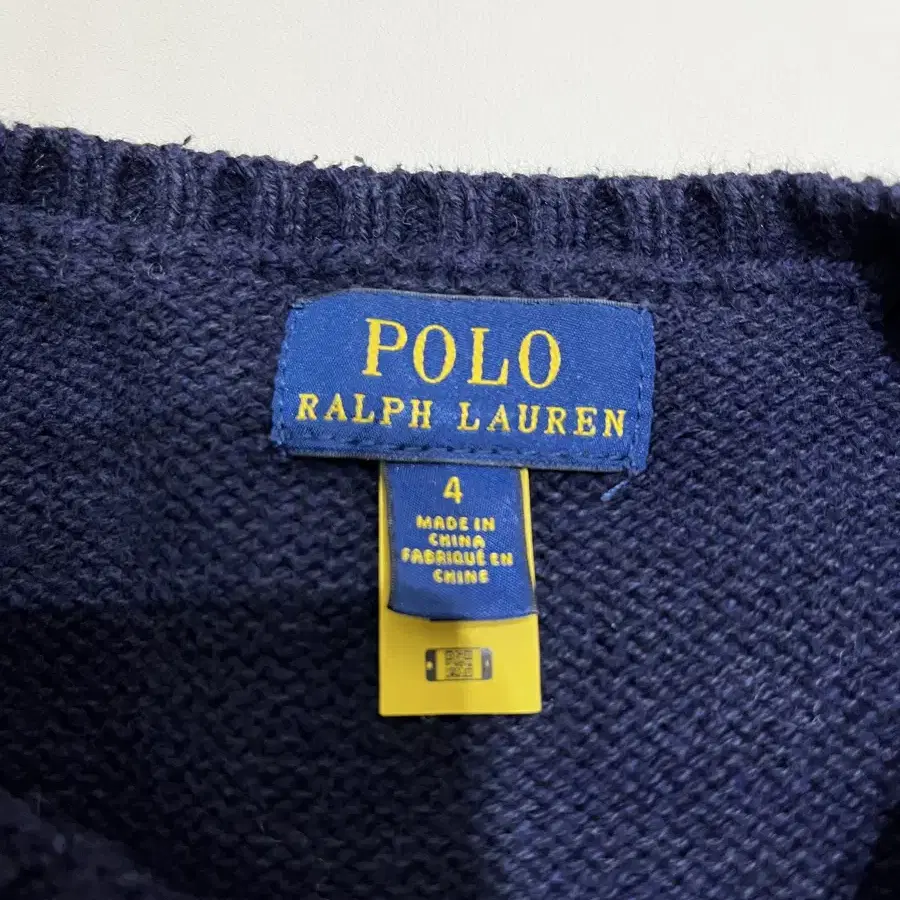 POLO
RALPH LAUREN
4
MADE IN
CHINA
FABRIQUÉ EN
CHINE